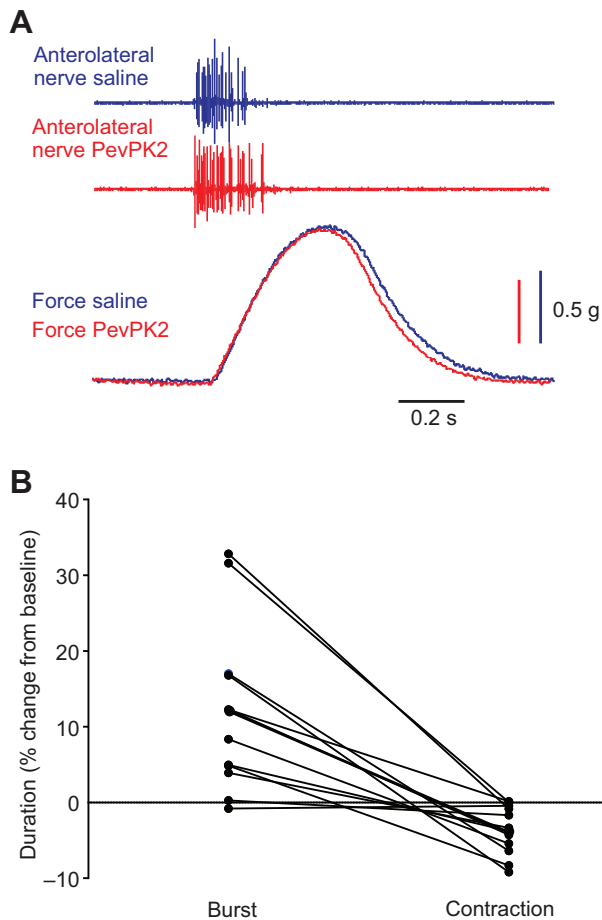 A
Anterolateral
nerve saline
Anterolateral
nerve PevPK2
Force saline
Force PevPK2
0.5 g
0.2 s
B
Duration (% change from baseline)
40
30
20
10
0
–10
Burst
Contraction